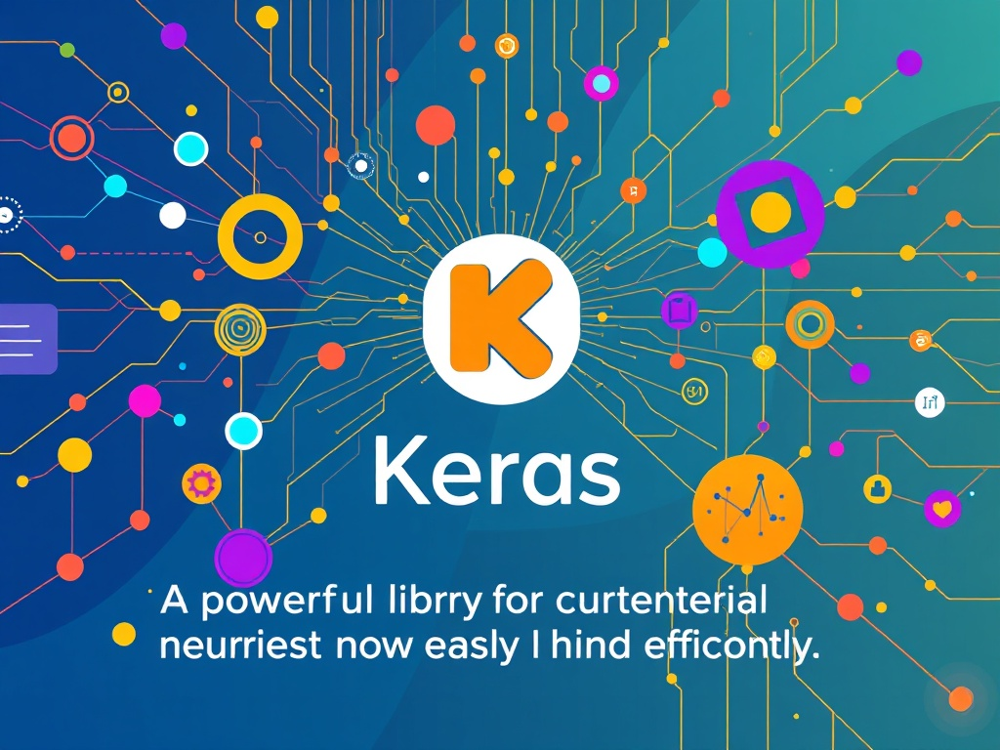 K
Keras
A powerful librry for curtenterial
neurriest now easly I hind efficontly.